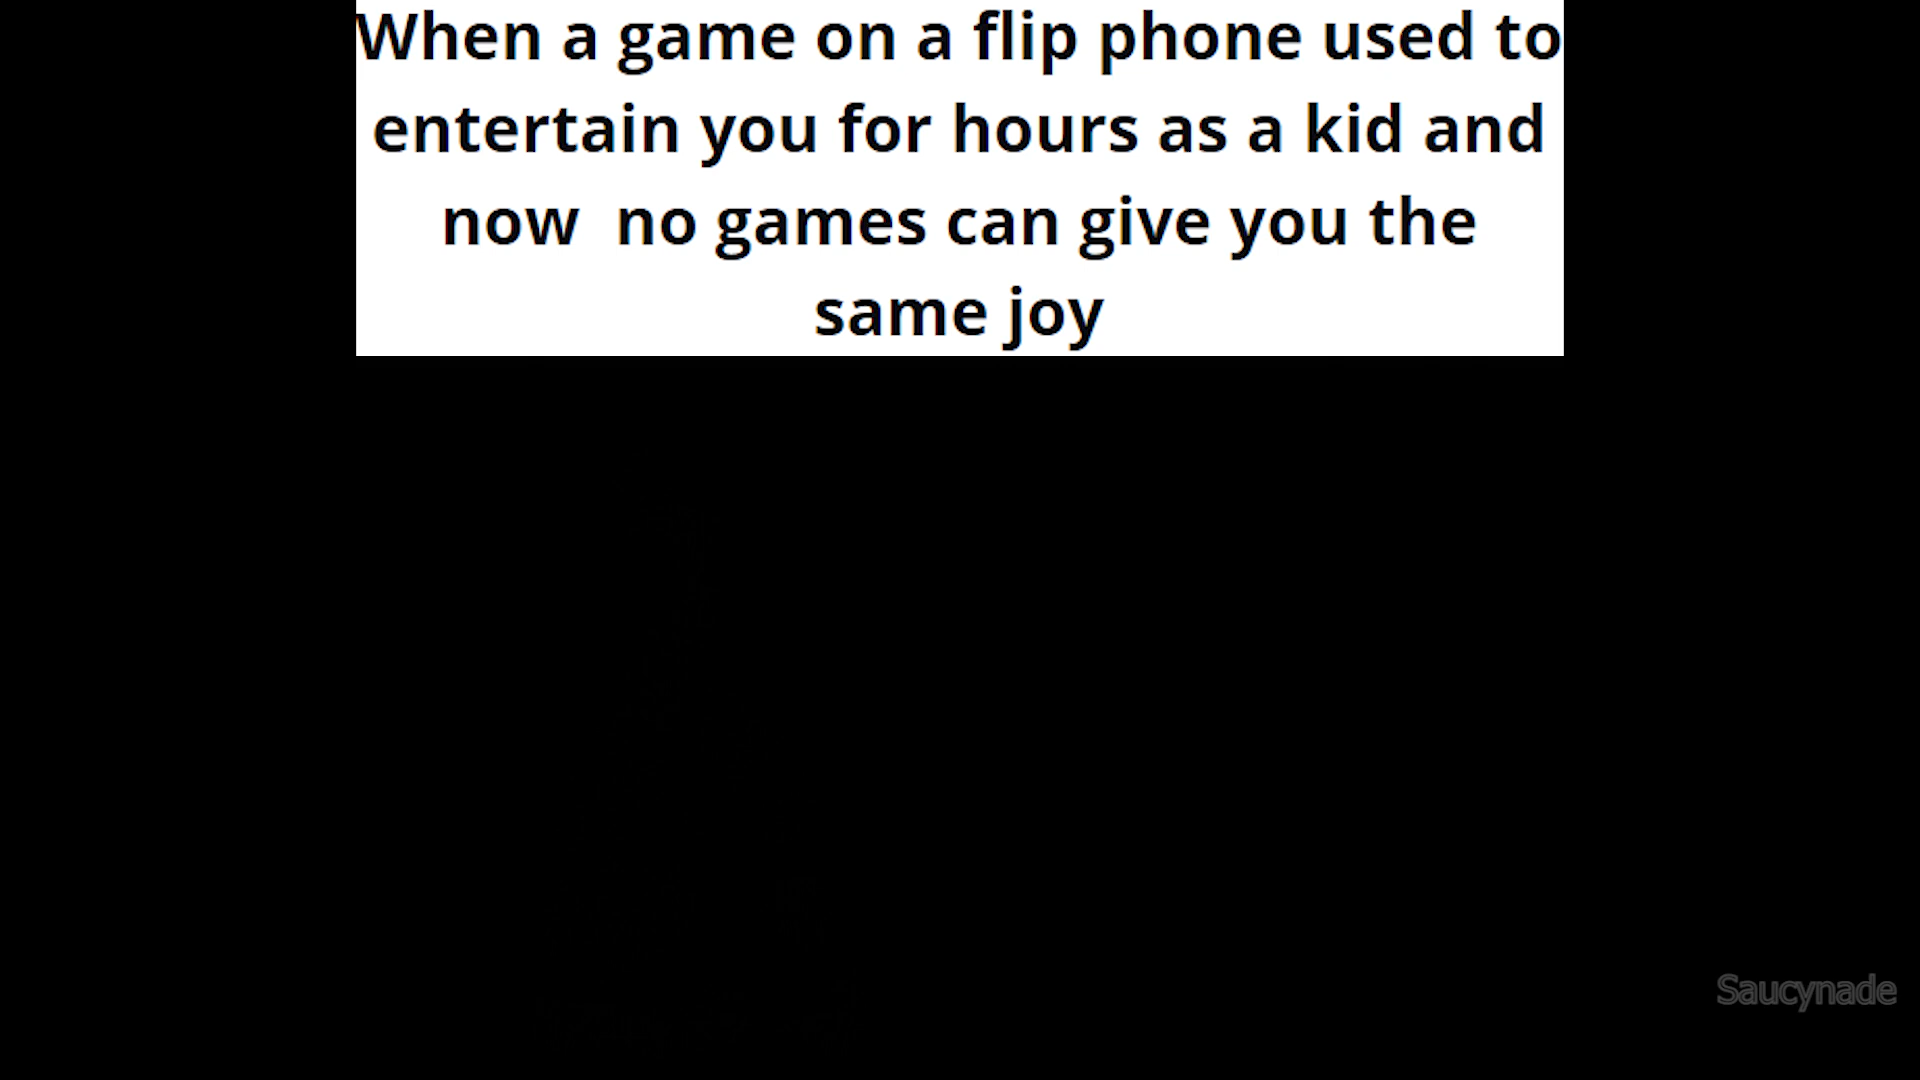 When a game on a flip phone used to
entertain you for hours as a kid and
now  no games can give you the
same joy
Saucynade